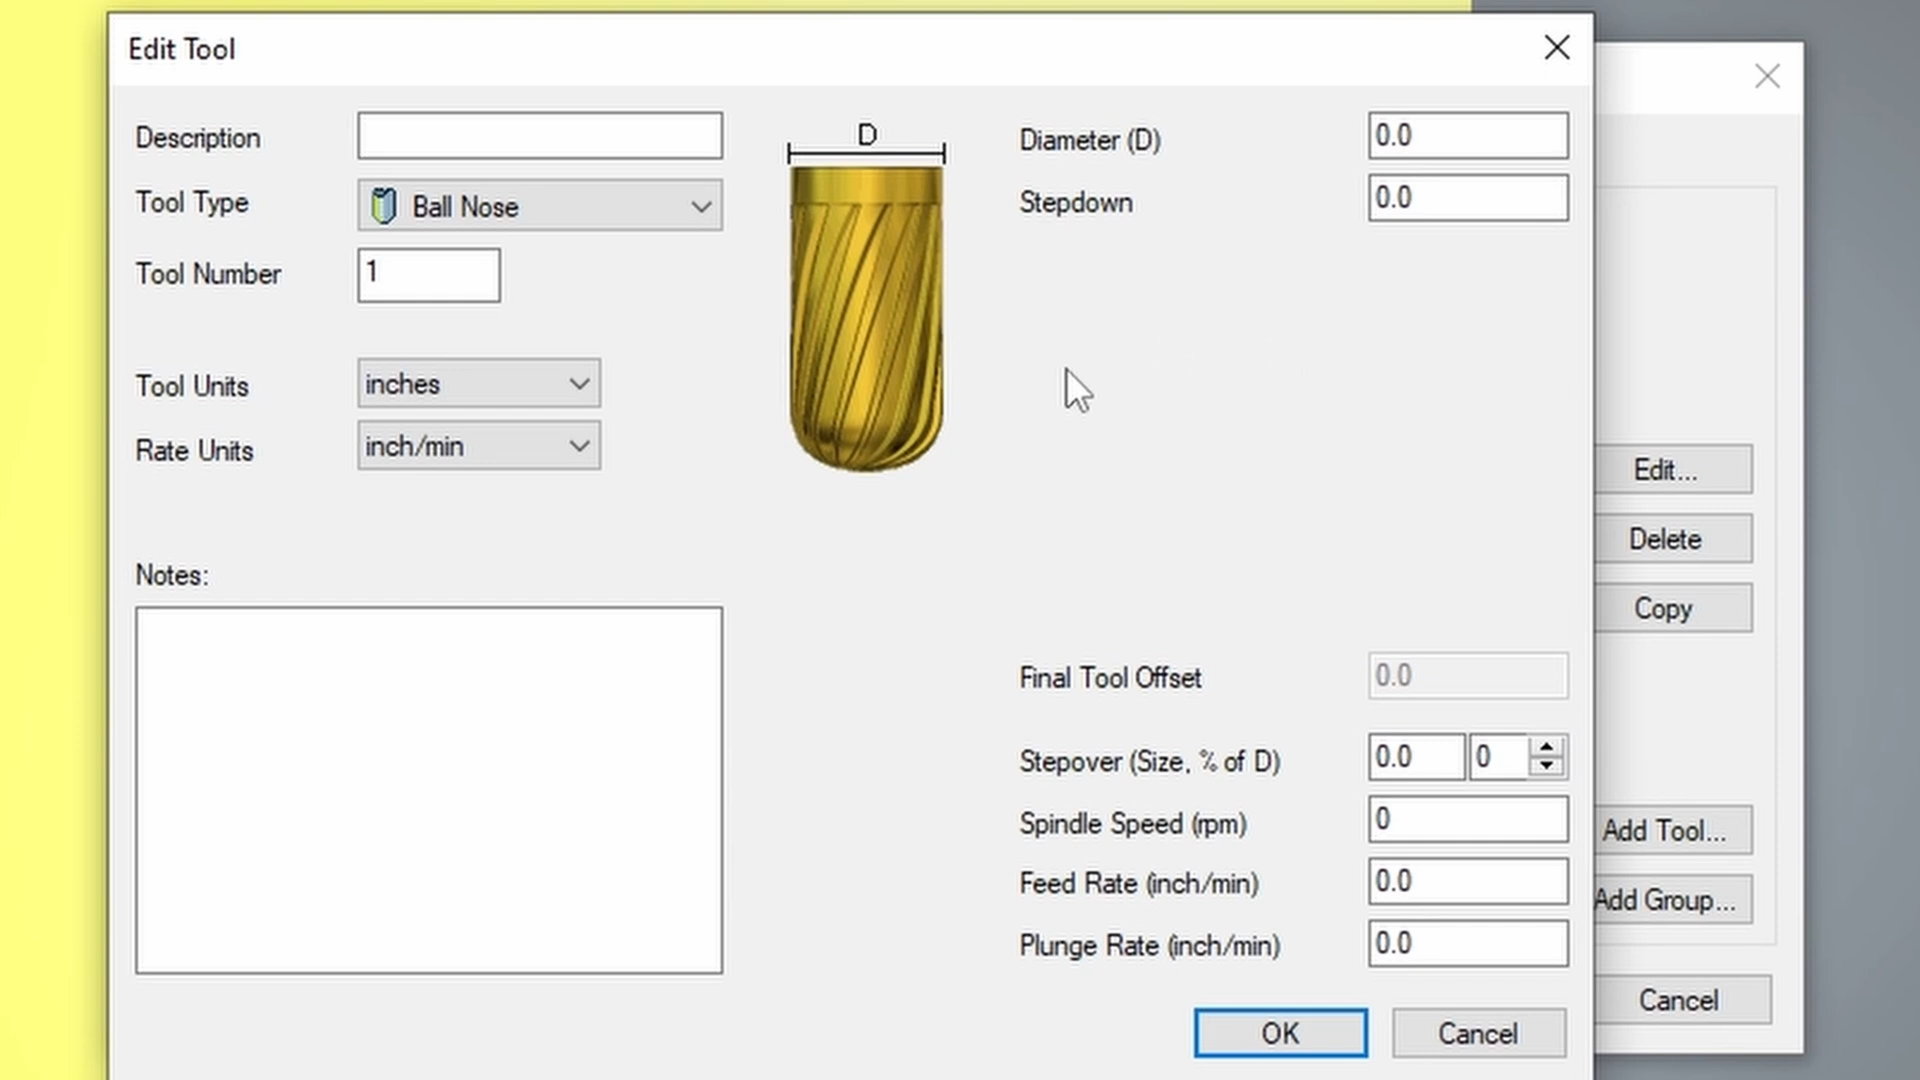 Edit Tool
Description
D
Diameter (D) 0.0
Tool Type Ball Nose
Stepdown 0.0
Tool Number 1
Tool Units inches
Rate Units inch/min
Edit...
Delete
Notes:
Copy
Final Tool Offset 0.0
Stepover (Size, % of D) 0.0 0
Spindle Speed (rpm) 0
Add Tool...
Feed Rate (inch/min) 0.0
Add Group...
Plunge Rate (inch/min) 0.0
Cancel
OK Cancel